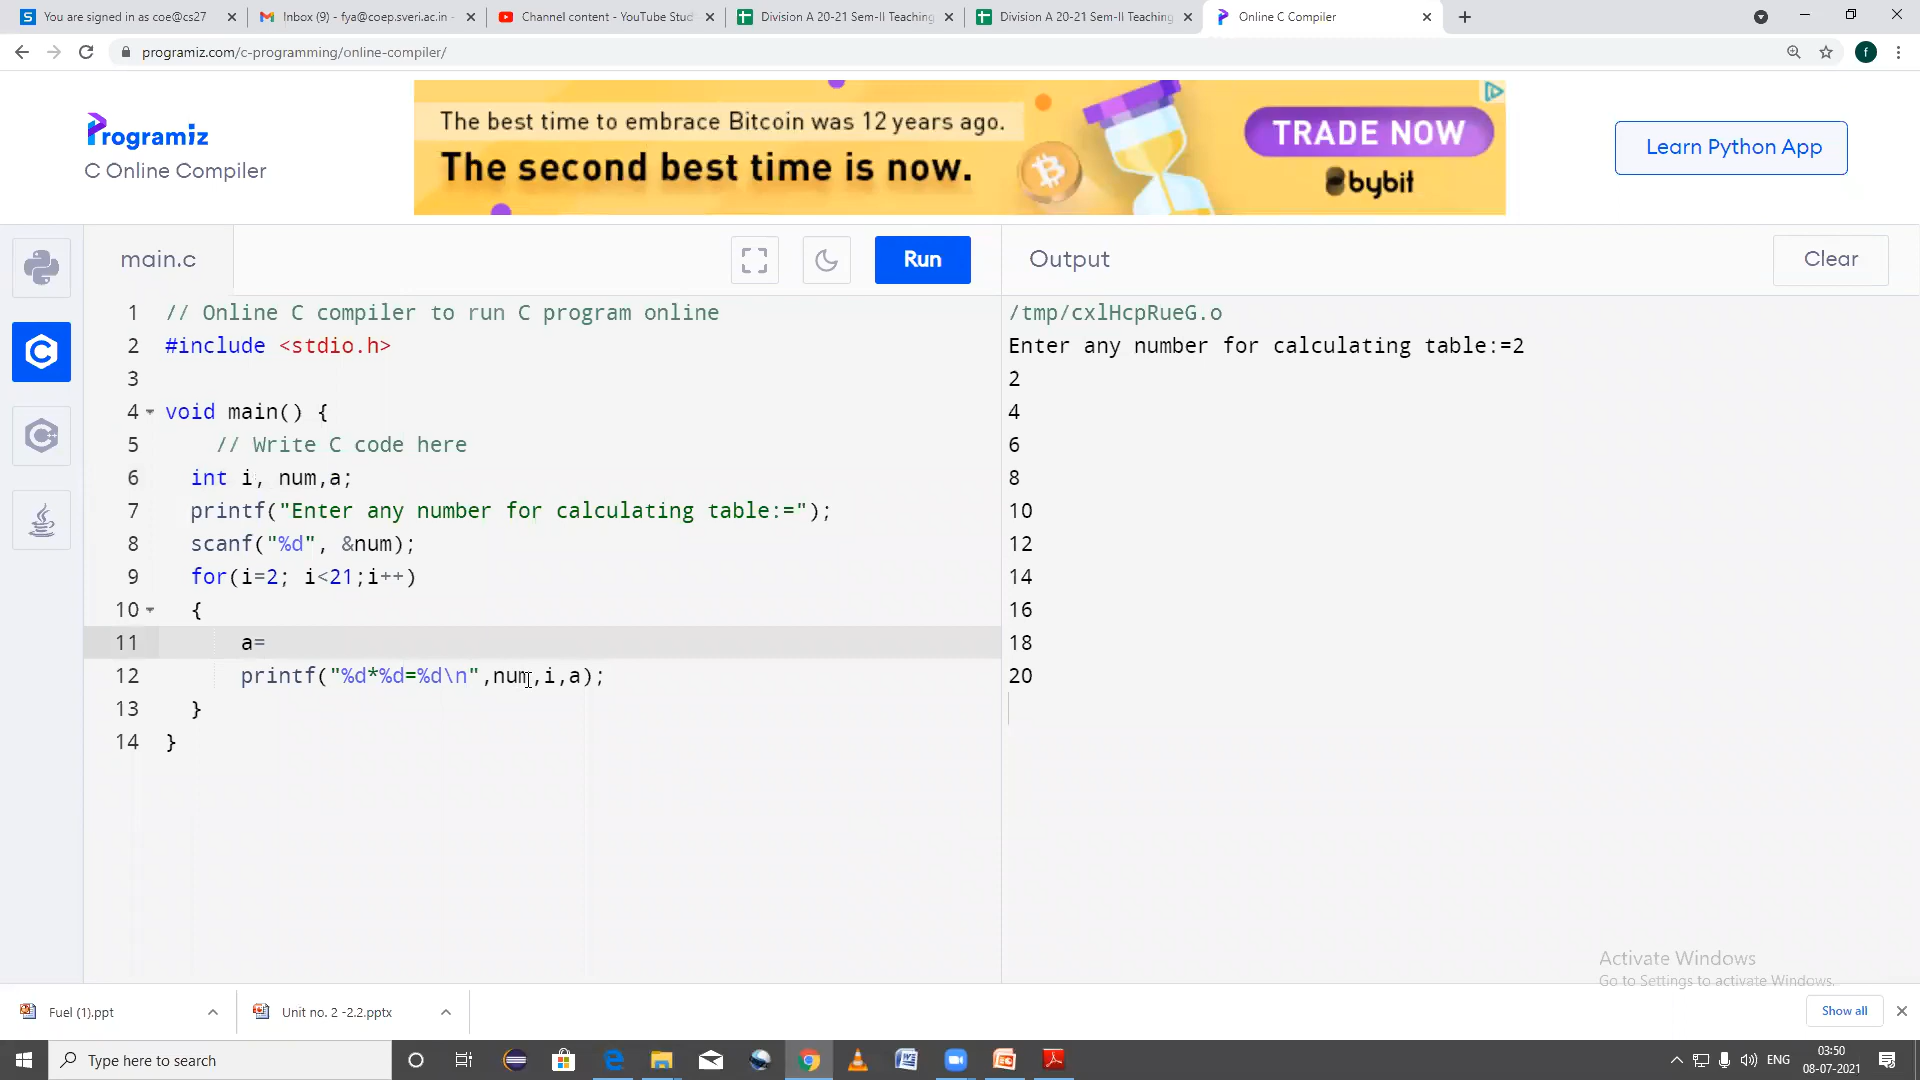 You are signed in as coe@cs27
Inbox (9) - fya@coep.sveri.ac.in -
Channel content - YouTube Stud
Division A 20-21 Sem-II Teaching
Division A 20-21 Sem-II Teaching
Online C Compiler
programiz.com/c-programming/online-compiler/
f
Programiz
C Online Compiler
The best time to embrace Bitcoin was 12 years ago.
The second best time is now.
TRADE NOW
bybit
Learn Python App
main.c
Run
Output
Clear
1 // Online C compiler to run C program online
2 #include <stdio.h>
3
4 void main() {
5 // Write C code here
6 int i, num,a;
7 printf("Enter any number for calculating table:=");
8 scanf("%d", &num);
9 for(i=2; i<21;i++)
10 {
11 a=
12 printf("%d*%d=%d\n",num,i,a);
13 }
14 }
/tmp/cxlHcpRueG.o
Enter any number for calculating table:=2
2
4
6
8
10
12
14
16
18
20
Activate Windows
Go to Settings to activate Windows.
Fuel (1).ppt
Unit no. 2 -2.2.pptx
Show all
Type here to search
ENG
03:50
08-07-2021